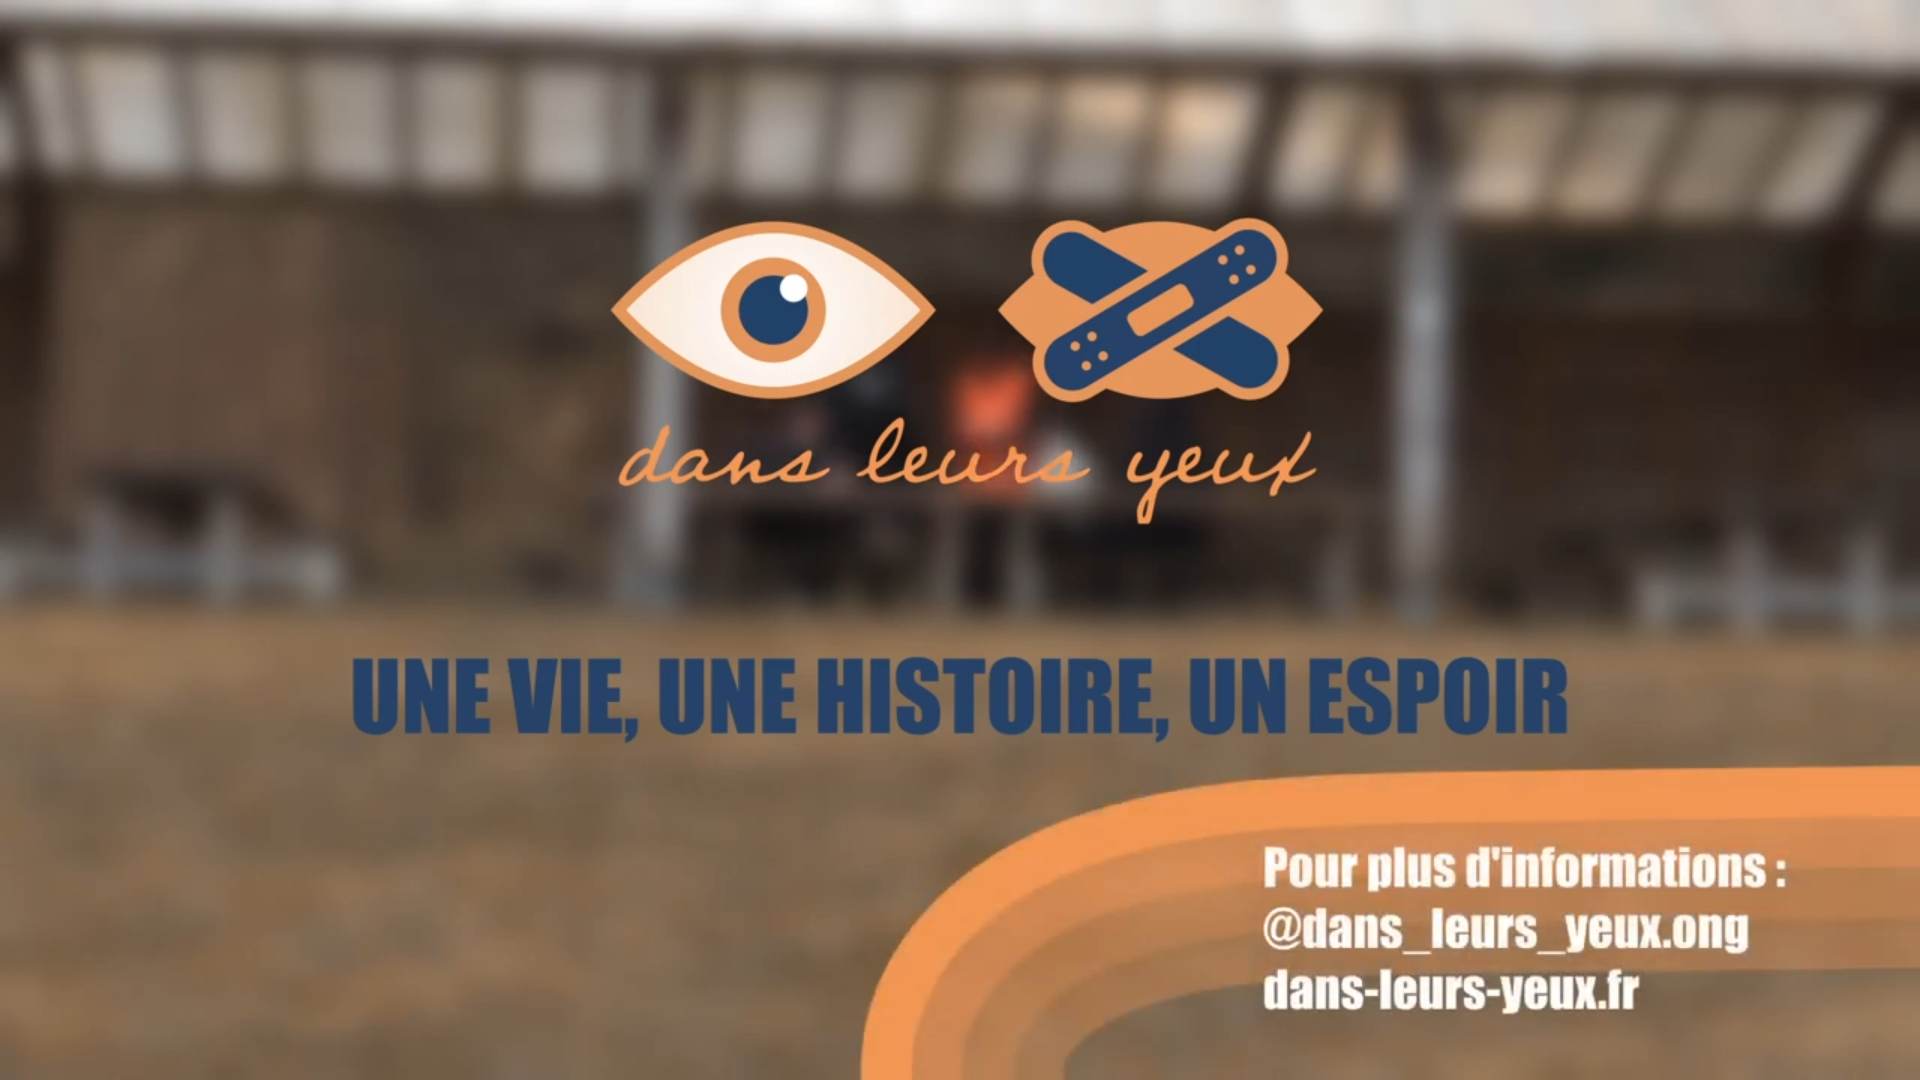 dans leurs yeux
UNE VIE, UNE HISTOIRE, UN ESPOIR
Pour plus d'informations :
@dans_leurs_yeux.ong
dans-leurs-yeux.fr